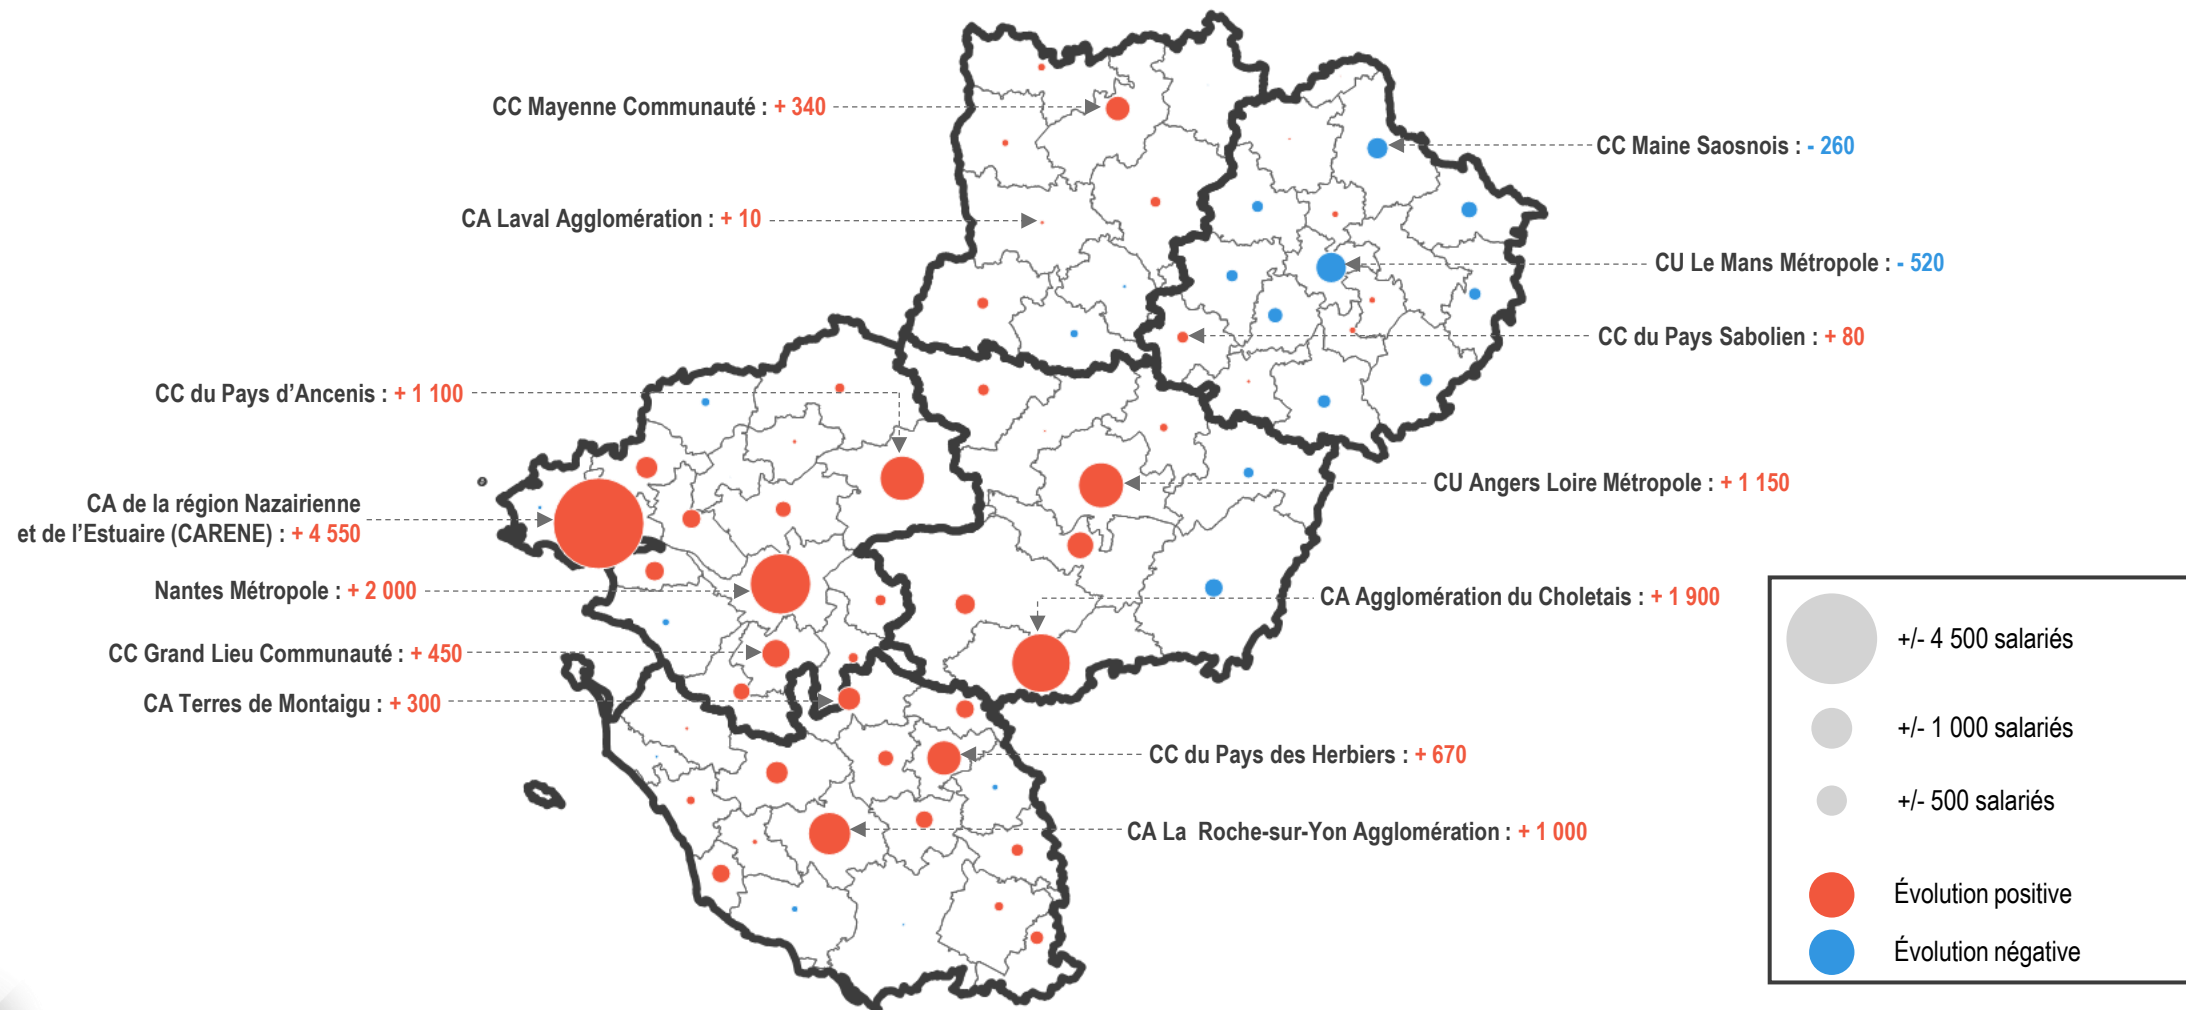 CC Mayenne Communauté : + 340
CC Maine Saosnois : - 260
CA Laval Agglomération : + 10
CU Le Mans Métropole : - 520
CC du Pays Sabolien : + 80
CC du Pays d’Ancenis : + 1 100
CU Angers Loire Métropole : + 1 150
CA de la région Nazairienne
et de l’Estuaire (CARENE) : + 4 550
Nantes Métropole : + 2 000
CA Agglomération du Choletais : + 1 900
CC Grand Lieu Communauté : + 450
CA Terres de Montaigu : + 300
CC du Pays des Herbiers : + 670
CA La  Roche-sur-Yon Agglomération : + 1 000
+/- 4 500 salariés
+/- 1 000 salariés
+/- 500 salariés
Évolution positive
Évolution négative